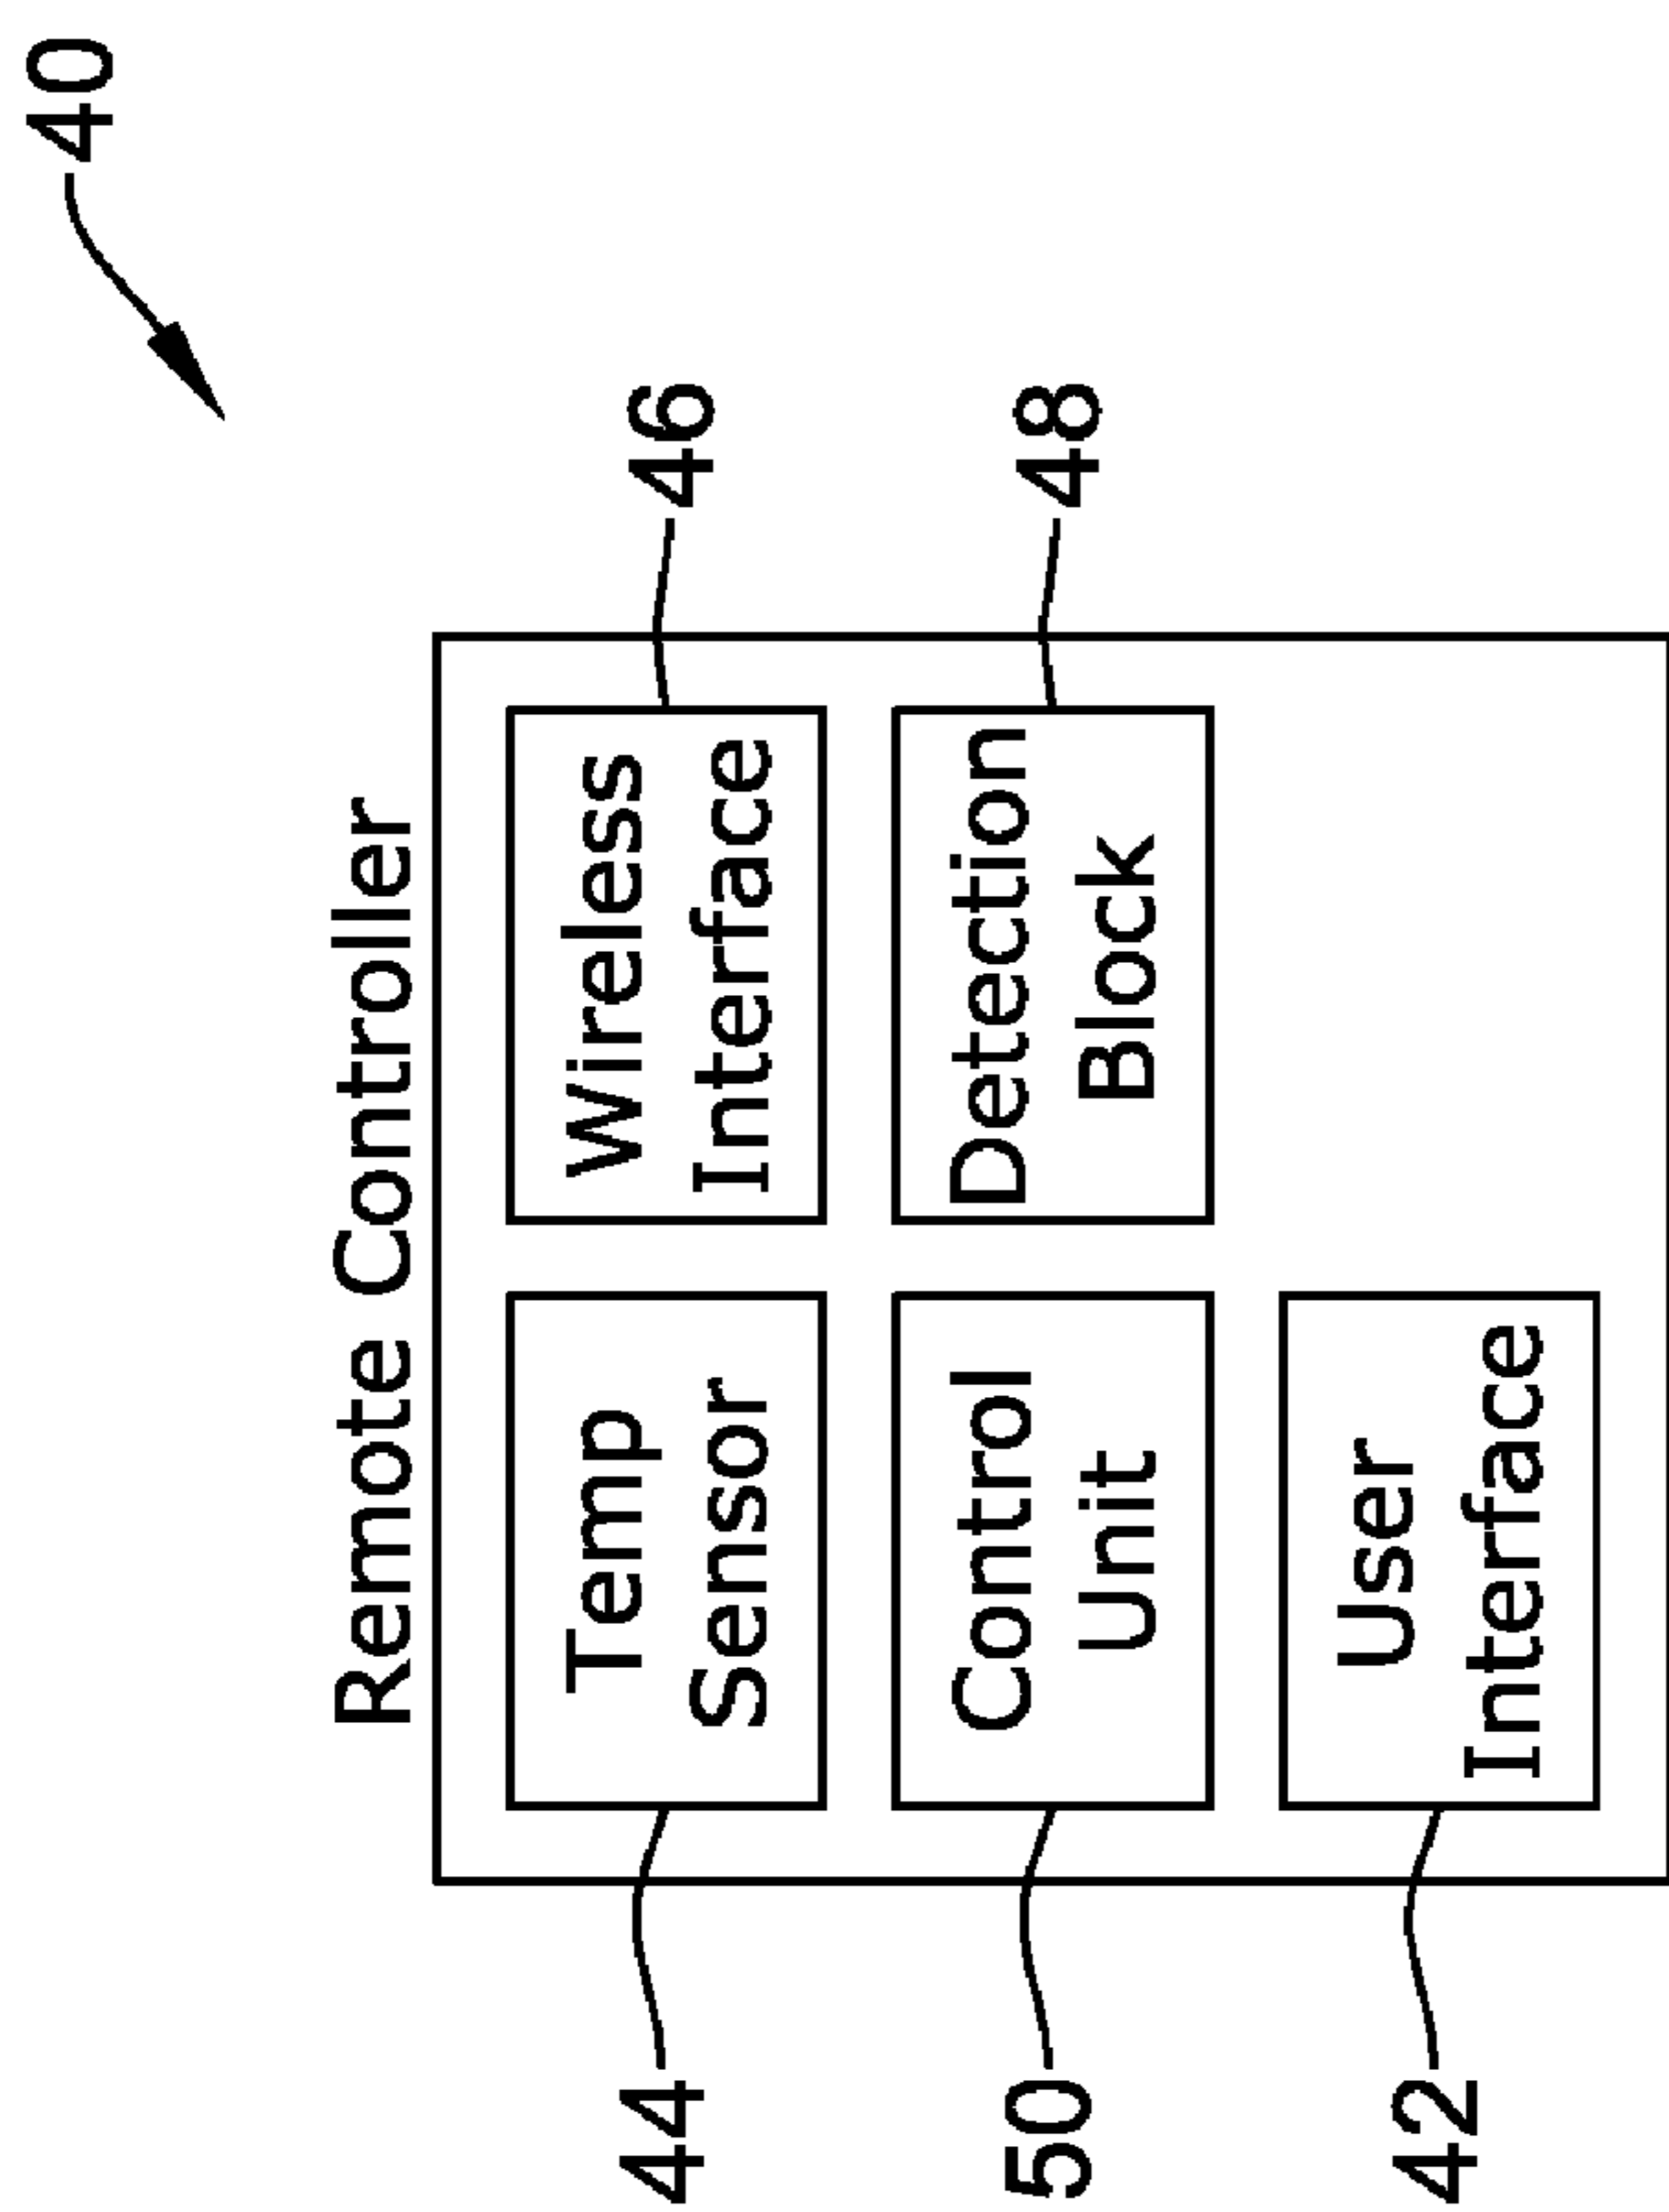 40
Remote Controller
44
Temp
Sensor
Wireless
Interface
46
50
Control
Unit
Detection
Block
48
42
User
Interface